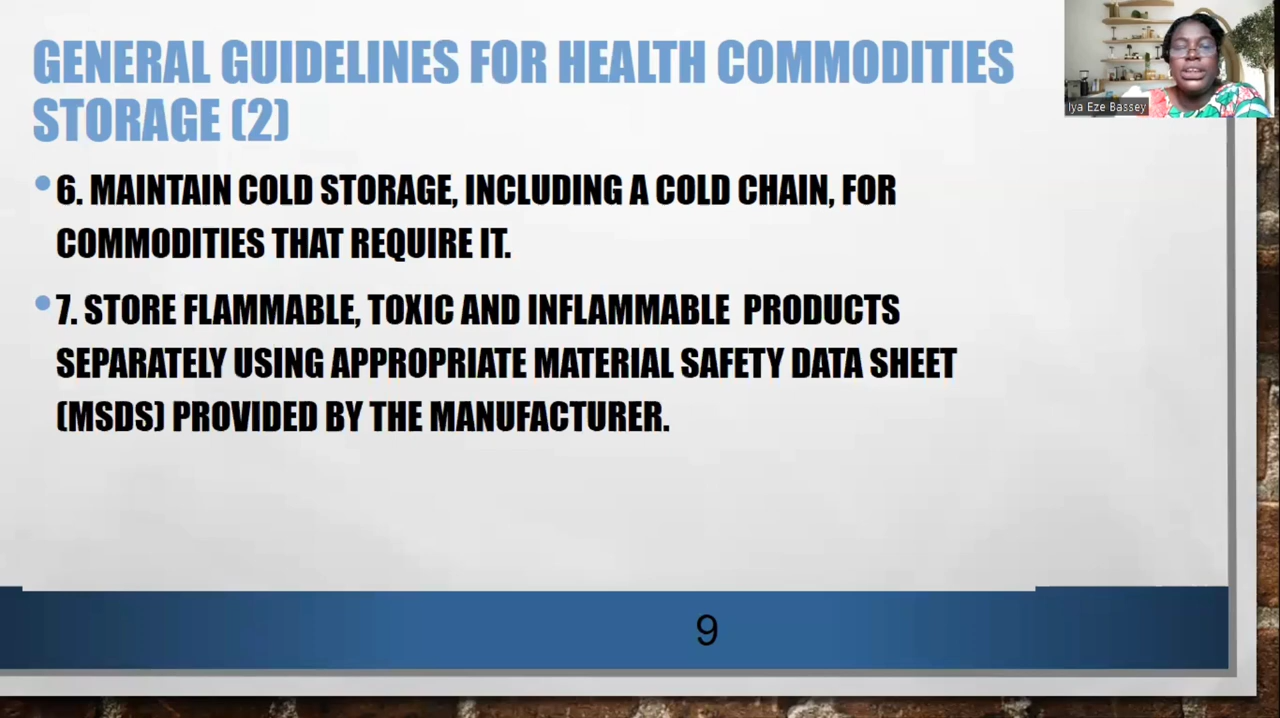 GENERAL GUIDELINES FOR HEALTH COMMODITIES
STORAGE (2)
Iya Eze Bassey
• 6. MAINTAIN COLD STORAGE, INCLUDING A COLD CHAIN, FOR
COMMODITIES THAT REQUIRE IT.
• 7. STORE FLAMMABLE, TOXIC AND INFLAMMABLE PRODUCTS
SEPARATELY USING APPROPRIATE MATERIAL SAFETY DATA SHEET
(MSDS) PROVIDED BY THE MANUFACTURER.
9